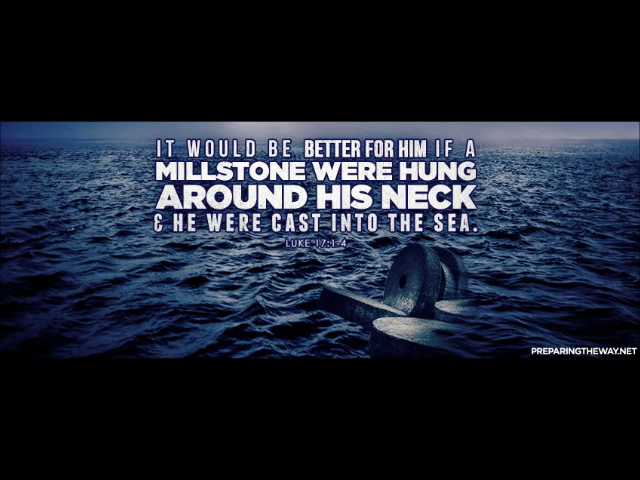 IT WOULD BE BETTER FOR HIM IF A
MILLSTONE WERE HUNG
AROUND HIS NECK
& HE WERE CAST INTO THE SEA.
LUKE 17:1-4
PREPARINGTHEWAY.NET